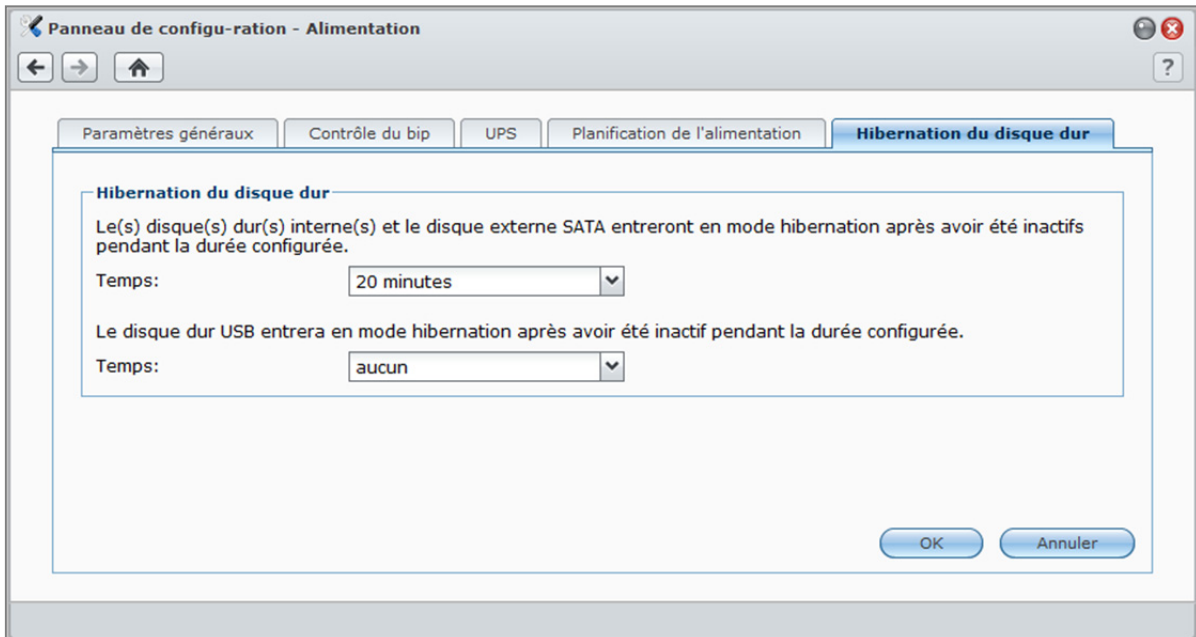 Panneau de configu-ration - Alimentation
?
Paramètres généraux
Contrôle du bip
UPS
Planification de l'alimentation
Hibernation du disque dur
Hibernation du disque dur
Le(s) disque(s) dur(s) interne(s) et le disque externe SATA entreront en mode hibernation après avoir été inactifs
pendant la durée configurée.
Temps:
20 minutes
Le disque dur USB entrera en mode hibernation après avoir été inactif pendant la durée configurée.
Temps:
aucun
OK
Annuler